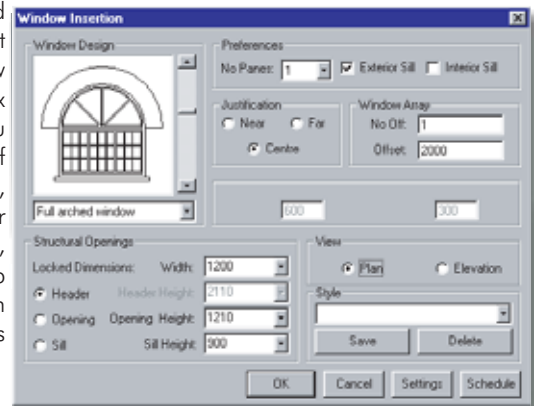 Window Insertion
Window Design
Full arched window
Preferences
No Panes: 1 Exterior Sill Interior Sill
Justification
Near Far
Centre
Window Array
No Off: 1
Offset: 2000
600 300
Structural Openings
Locked Dimensions: Width: 1200
Header Header Height: 2110
Opening Opening Height: 1210
Sill Sill Height: 900
View
Plan Elevation
Style
Save Delete
OK Cancel Settings Schedule